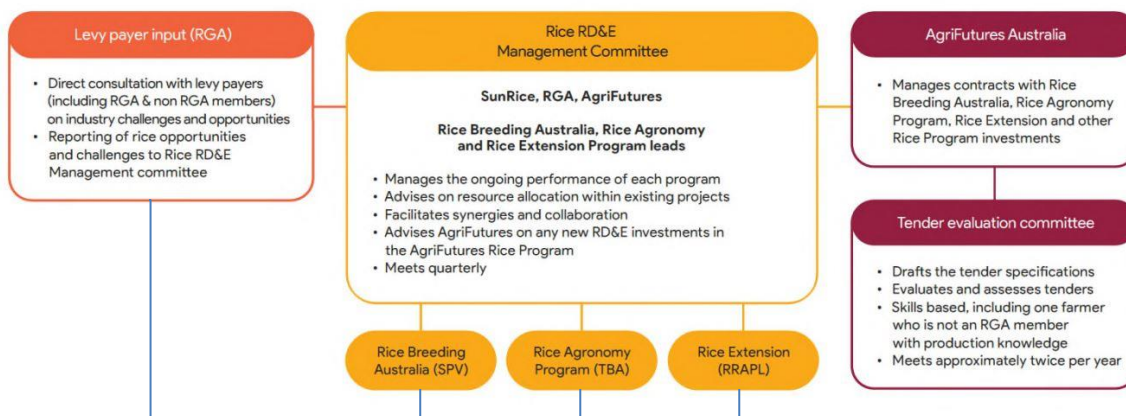 Levy payer input (RGA)
• Direct consultation with levy payers
(including RGA & non RGA members)
on industry challenges and opportunities
• Reporting of rice opportunities
and challenges to Rice RD&E
Management committee
Rice RD&E
Management Committee
SunRice, RGA, AgriFutures
Rice Breeding Australia, Rice Agronomy
and Rice Extension Program leads
• Manages the ongoing performance of each program
• Advises on resource allocation within existing projects
• Facilitates synergies and collaboration
• Advises AgriFutures on any new RD&E investments in
the AgriFutures Rice Program
• Meets quarterly
Rice Breeding
Australia (SPV)
Rice Agronomy
Program (TBA)
Rice Extension
(RRAPL)
AgriFutures Australia
• Manages contracts with Rice
Breeding Australia, Rice Agronomy
Program, Rice Extension and other
Rice Program investments
Tender evaluation committee
• Drafts the tender specifications
• Evaluates and assesses tenders
• Skills based, including one farmer
who is not an RGA member
with production knowledge
• Meets approximately twice per year